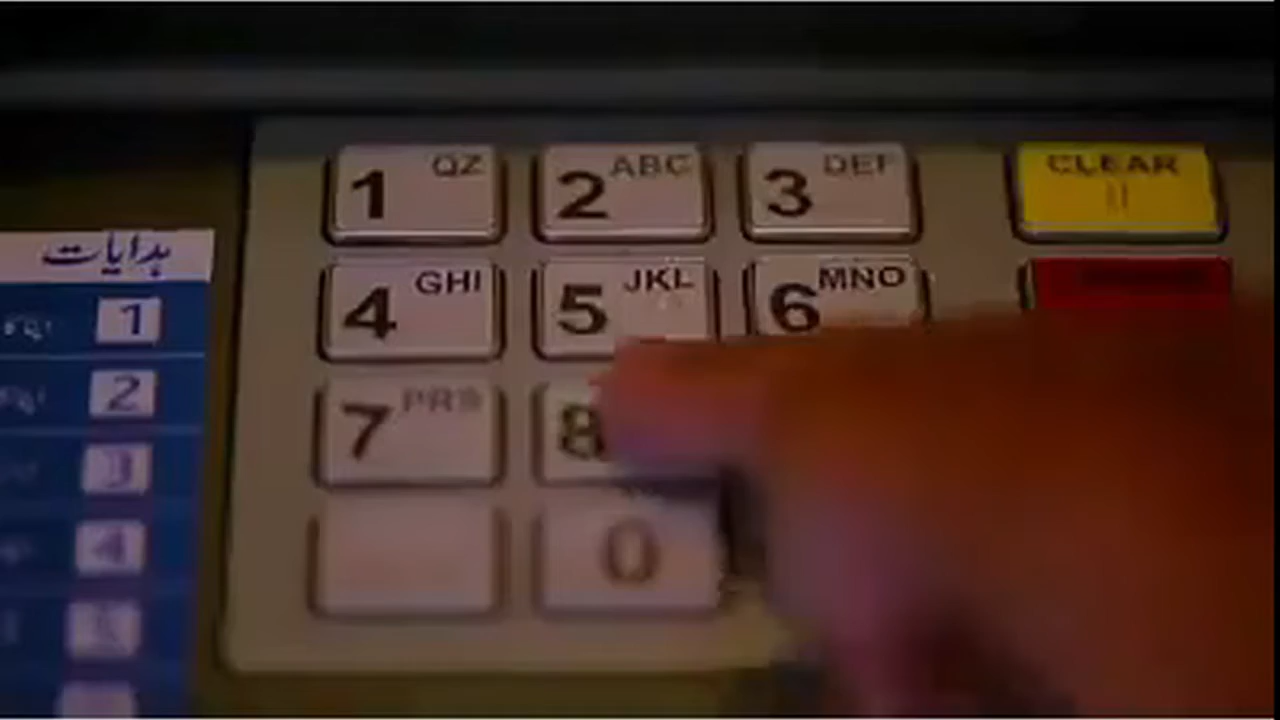 1 QZ
2 ABC
3 DEF
CLEAR
ہدایات
4 GHI
5 JKL
6 MNO
7 PRS
8
0
1
2
3
4
5